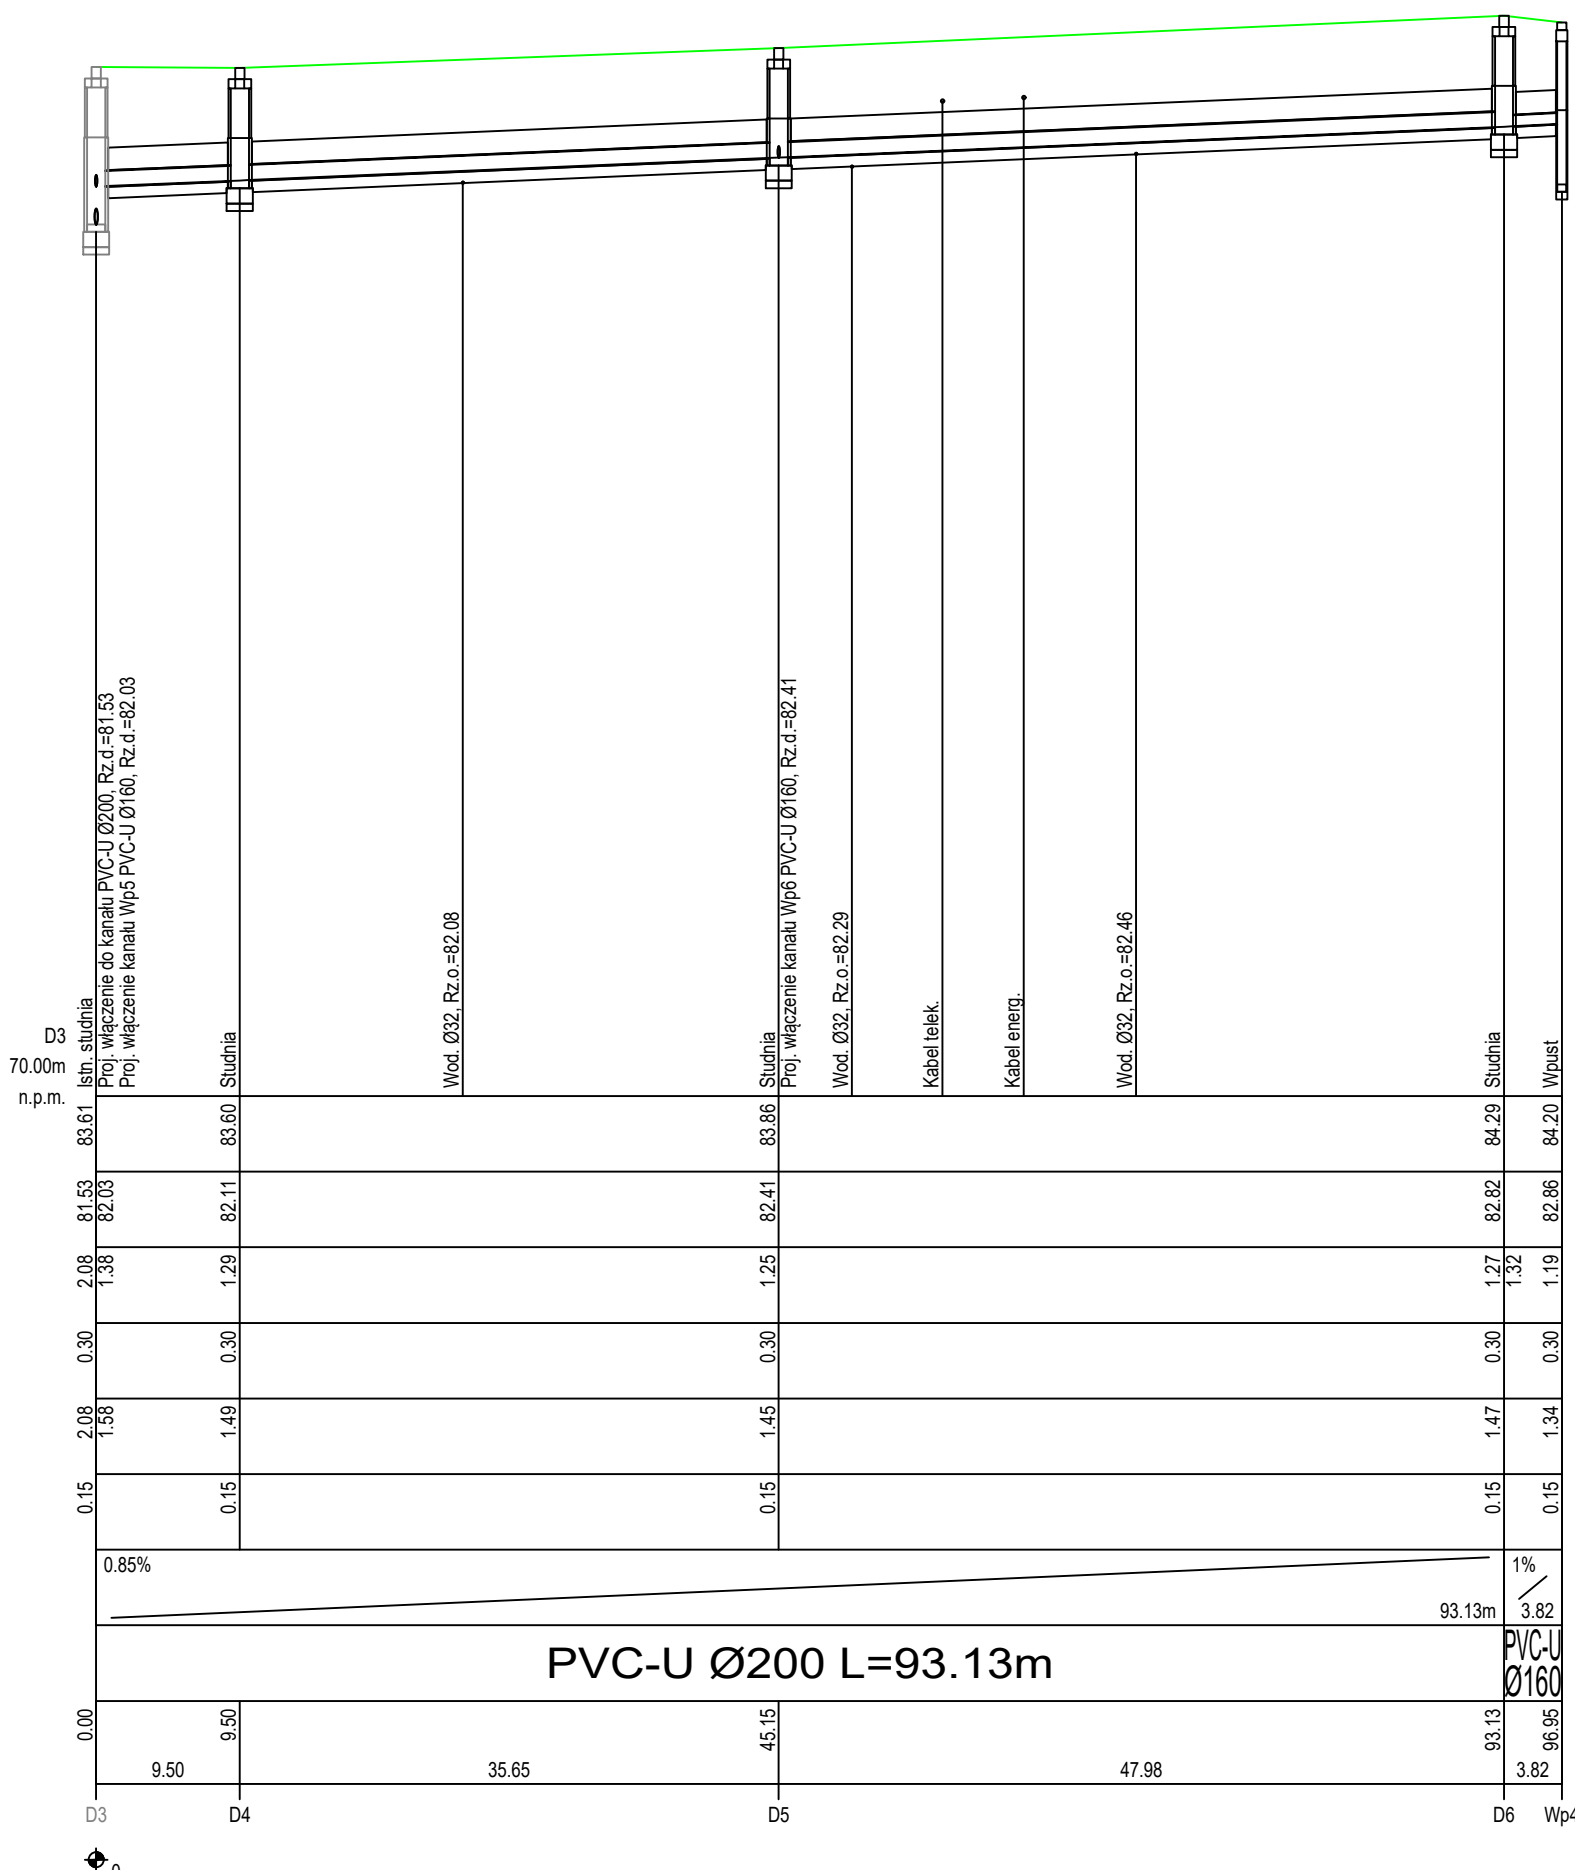 D3
70.00m
n.p.m.
Istn. studnia
Proj. włączenie do kanału PVC-U Ø200, Rz.d.=81.53
Proj. włączenie kanału Wp5 PVC-U Ø160, Rz.d.=82.03
Studnia
Wod. Ø32, Rz.o.=82.08
Studnia
Proj. włączenie kanału Wp6 PVC-U Ø160, Rz.d.=82.41
Wod. Ø32, Rz.o.=82.29
Kabel telek.
Kabel energ.
Wod. Ø32, Rz.o.=82.46
Studnia
Wpust
83.61 83.60 83.86 84.29 84.20
81.53 82.03 82.11 82.41 82.82 82.86
2.08 1.38 1.29 1.25 1.27 1.32 1.19
0.30 0.30 0.30 0.30 0.30
2.08 1.58 1.49 1.45 1.47 1.34
0.15 0.15 0.15 0.15 0.15
0.85% 1%
93.13m 3.82
PVC-U Ø200 L=93.13m
PVC-U
Ø160
0.00 9.50 45.15 93.13 96.95
9.50 35.65 47.98 3.82
D3 D4 D5 D6 Wp4